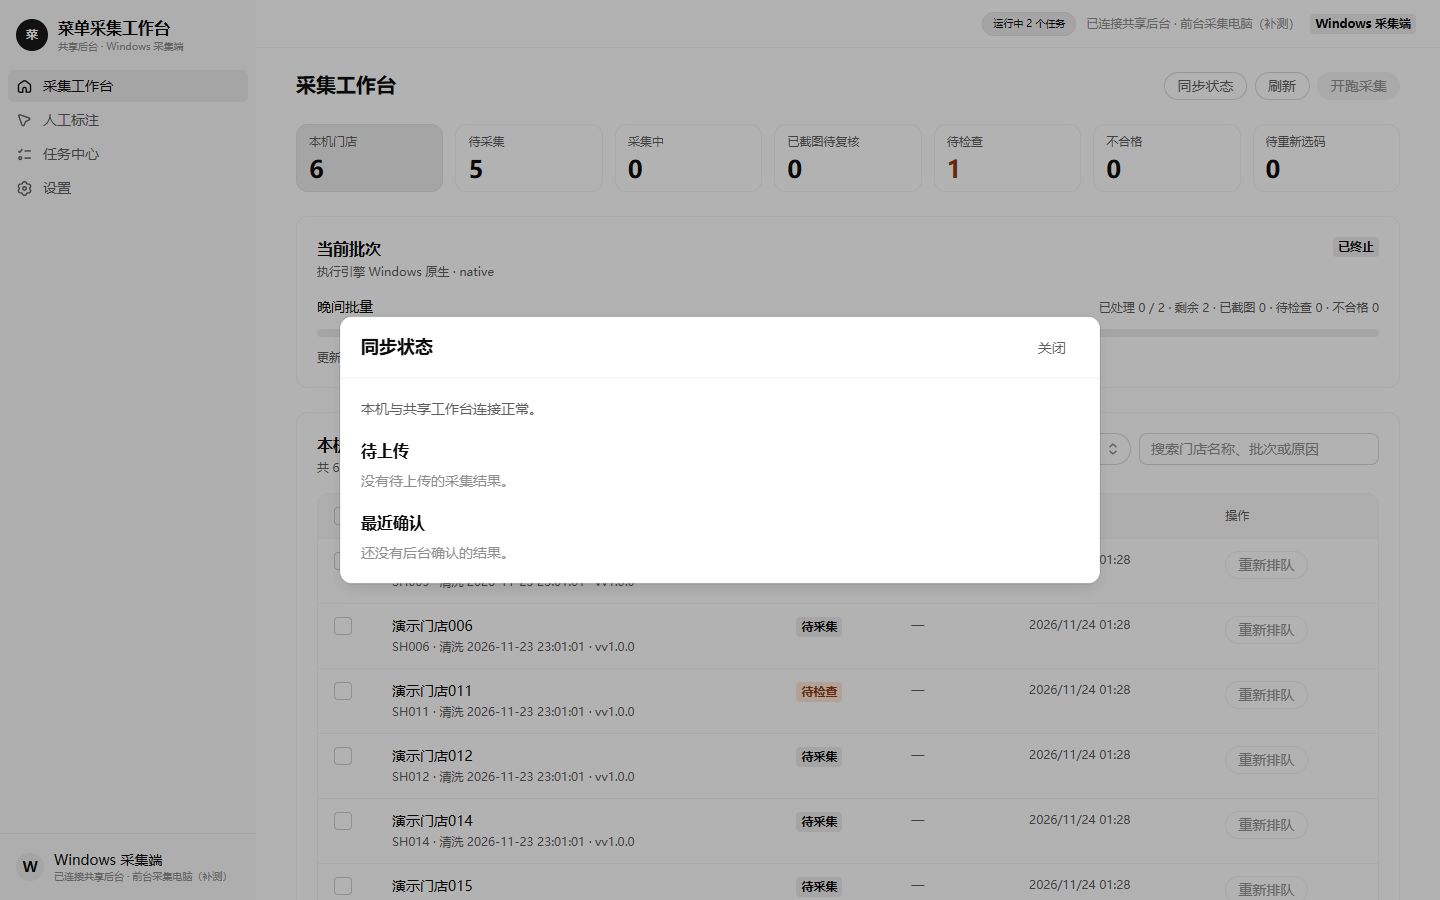 菜
菜单采集工作台
共享后台 · Windows 采集端
采集工作台
人工标注
任务中心
设置
W
Windows 采集端
已连接共享后台 · 前台采集电脑（补测）
运行中 2 个任务
已连接共享后台 · 前台采集电脑（补测）
Windows 采集端
采集工作台
同步状态
刷新
开跑采集
本机门店
6
待采集
5
采集中
0
已截图待复核
0
待检查
1
不合格
0
待重新选码
0
当前批次
已终止
执行引擎 Windows 原生 · native
晚间批量
已处理 0 / 2 · 剩余 2 · 已截图 0 · 待检查 0 · 不合格 0
更新
同步状态
关闭
本机与共享工作台连接正常。
待上传
没有待上传的采集结果。
最近确认
还没有后台确认的结果。
共 6
搜索门店名称、批次或原因
操作
01:28
重新排队
演示门店006
待采集
—
2026/11/24 01:28
重新排队
SH006 · 清洗 2026-11-23 23:01:01 · vv1.0.0
演示门店011
待检查
—
2026/11/24 01:28
重新排队
SH011 · 清洗 2026-11-23 23:01:01 · vv1.0.0
演示门店012
待采集
—
2026/11/24 01:28
重新排队
SH012 · 清洗 2026-11-23 23:01:01 · vv1.0.0
演示门店014
待采集
—
2026/11/24 01:28
重新排队
SH014 · 清洗 2026-11-23 23:01:01 · vv1.0.0
演示门店015
待采集
—
2026/11/24 01:28
重新排队